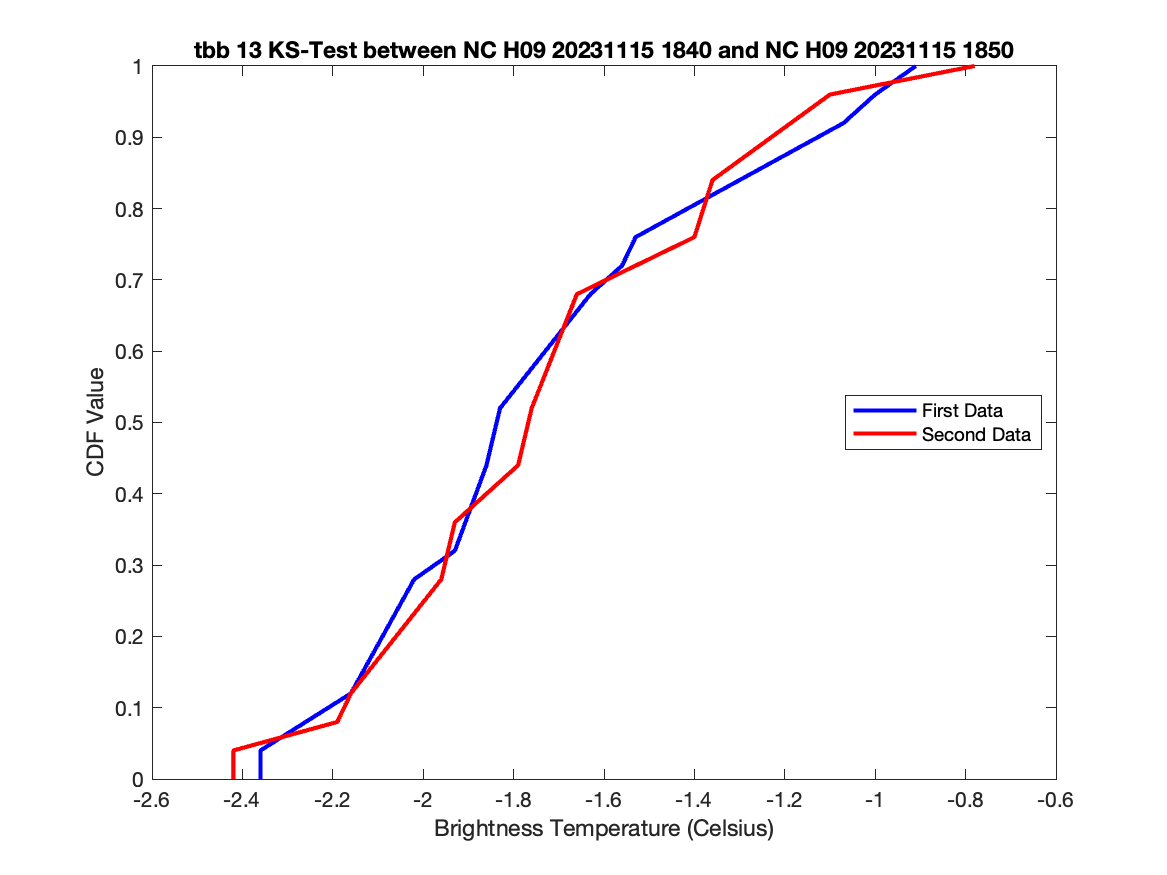 tbb 13 KS-Test between NC H09 20231115 1840 and NC H09 20231115 1850
1
0.9
0.8
0.7
0.6
0.5
0.4
0.3
0.2
0.1
0
CDF Value
First Data
Second Data
-2.6 -2.4 -2.2 -2 -1.8 -1.6 -1.4 -1.2 -1 -0.8 -0.6
Brightness Temperature (Celsius)